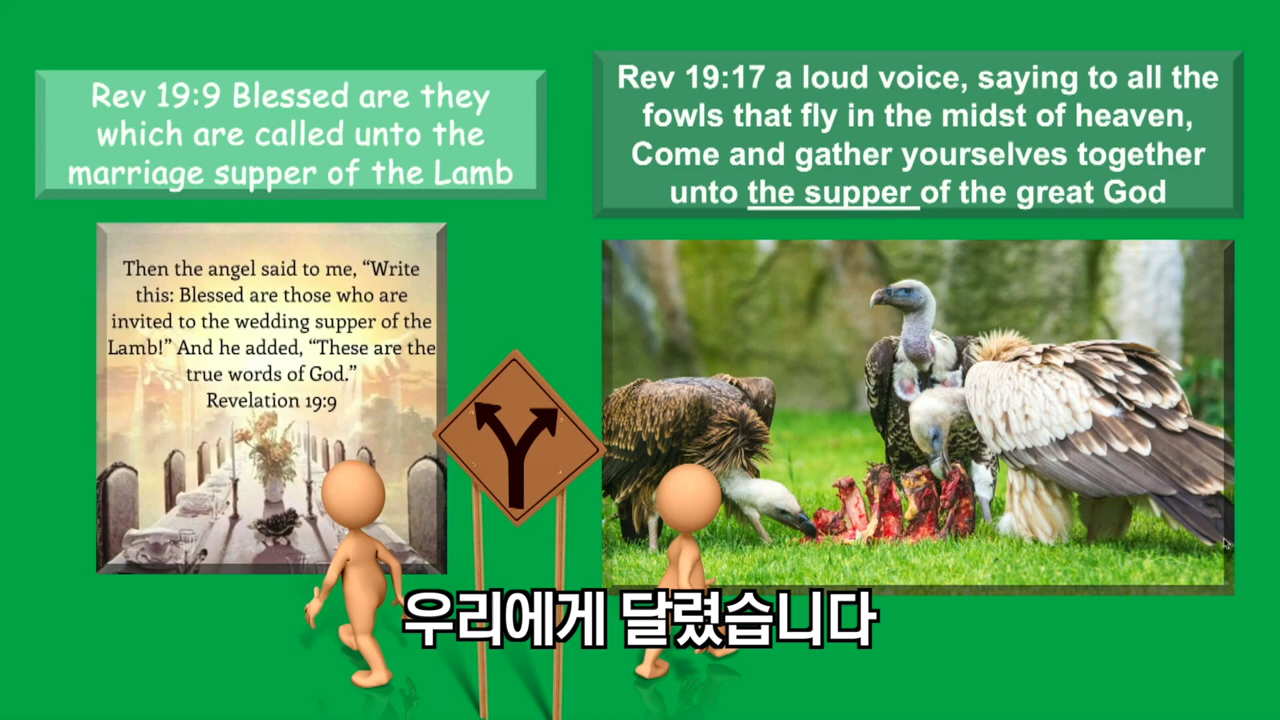 Rev 19:9 Blessed are they
which are called unto the
marriage supper of the Lamb
Rev 19:17 a loud voice, saying to all the
fowls that fly in the midst of heaven,
Come and gather yourselves together
unto the supper of the great God
Then the angel said to me, “Write
this: Blessed are those who are
invited to the wedding supper of the
Lamb!” And he added, “These are the
true words of God.”
Revelation 19:9
우리에게 달렸습니다